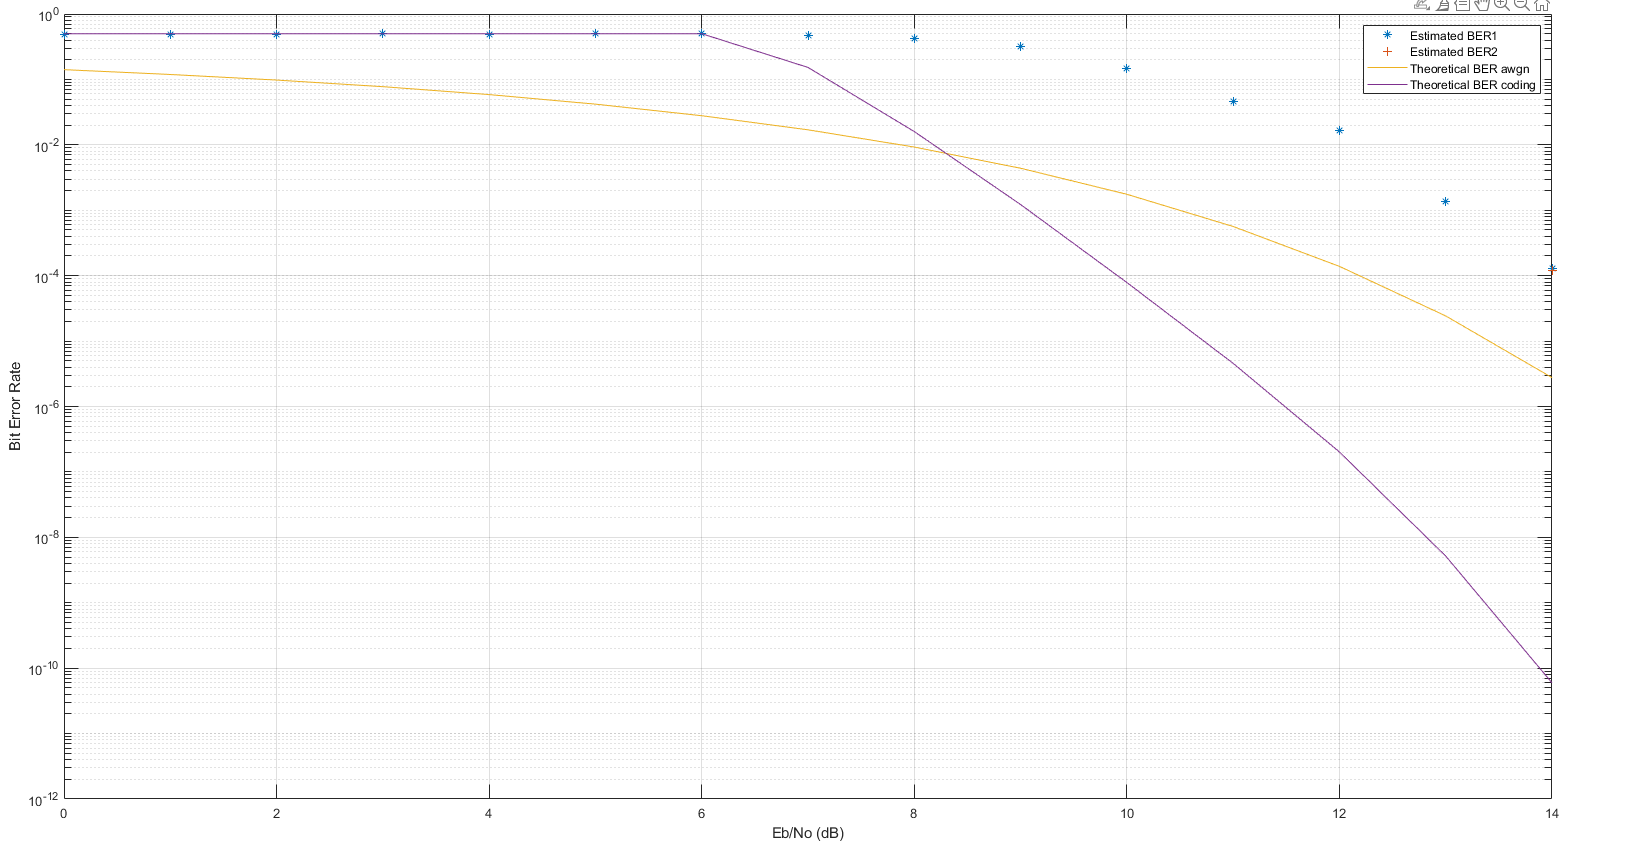 10^0
10^-2
10^-4
10^-6
10^-8
10^-10
10^-12
Bit Error Rate
0 2 4 6 8 10 12 14
Eb/No (dB)
Estimated BER1
Estimated BER2
Theoretical BER awgn
Theoretical BER coding